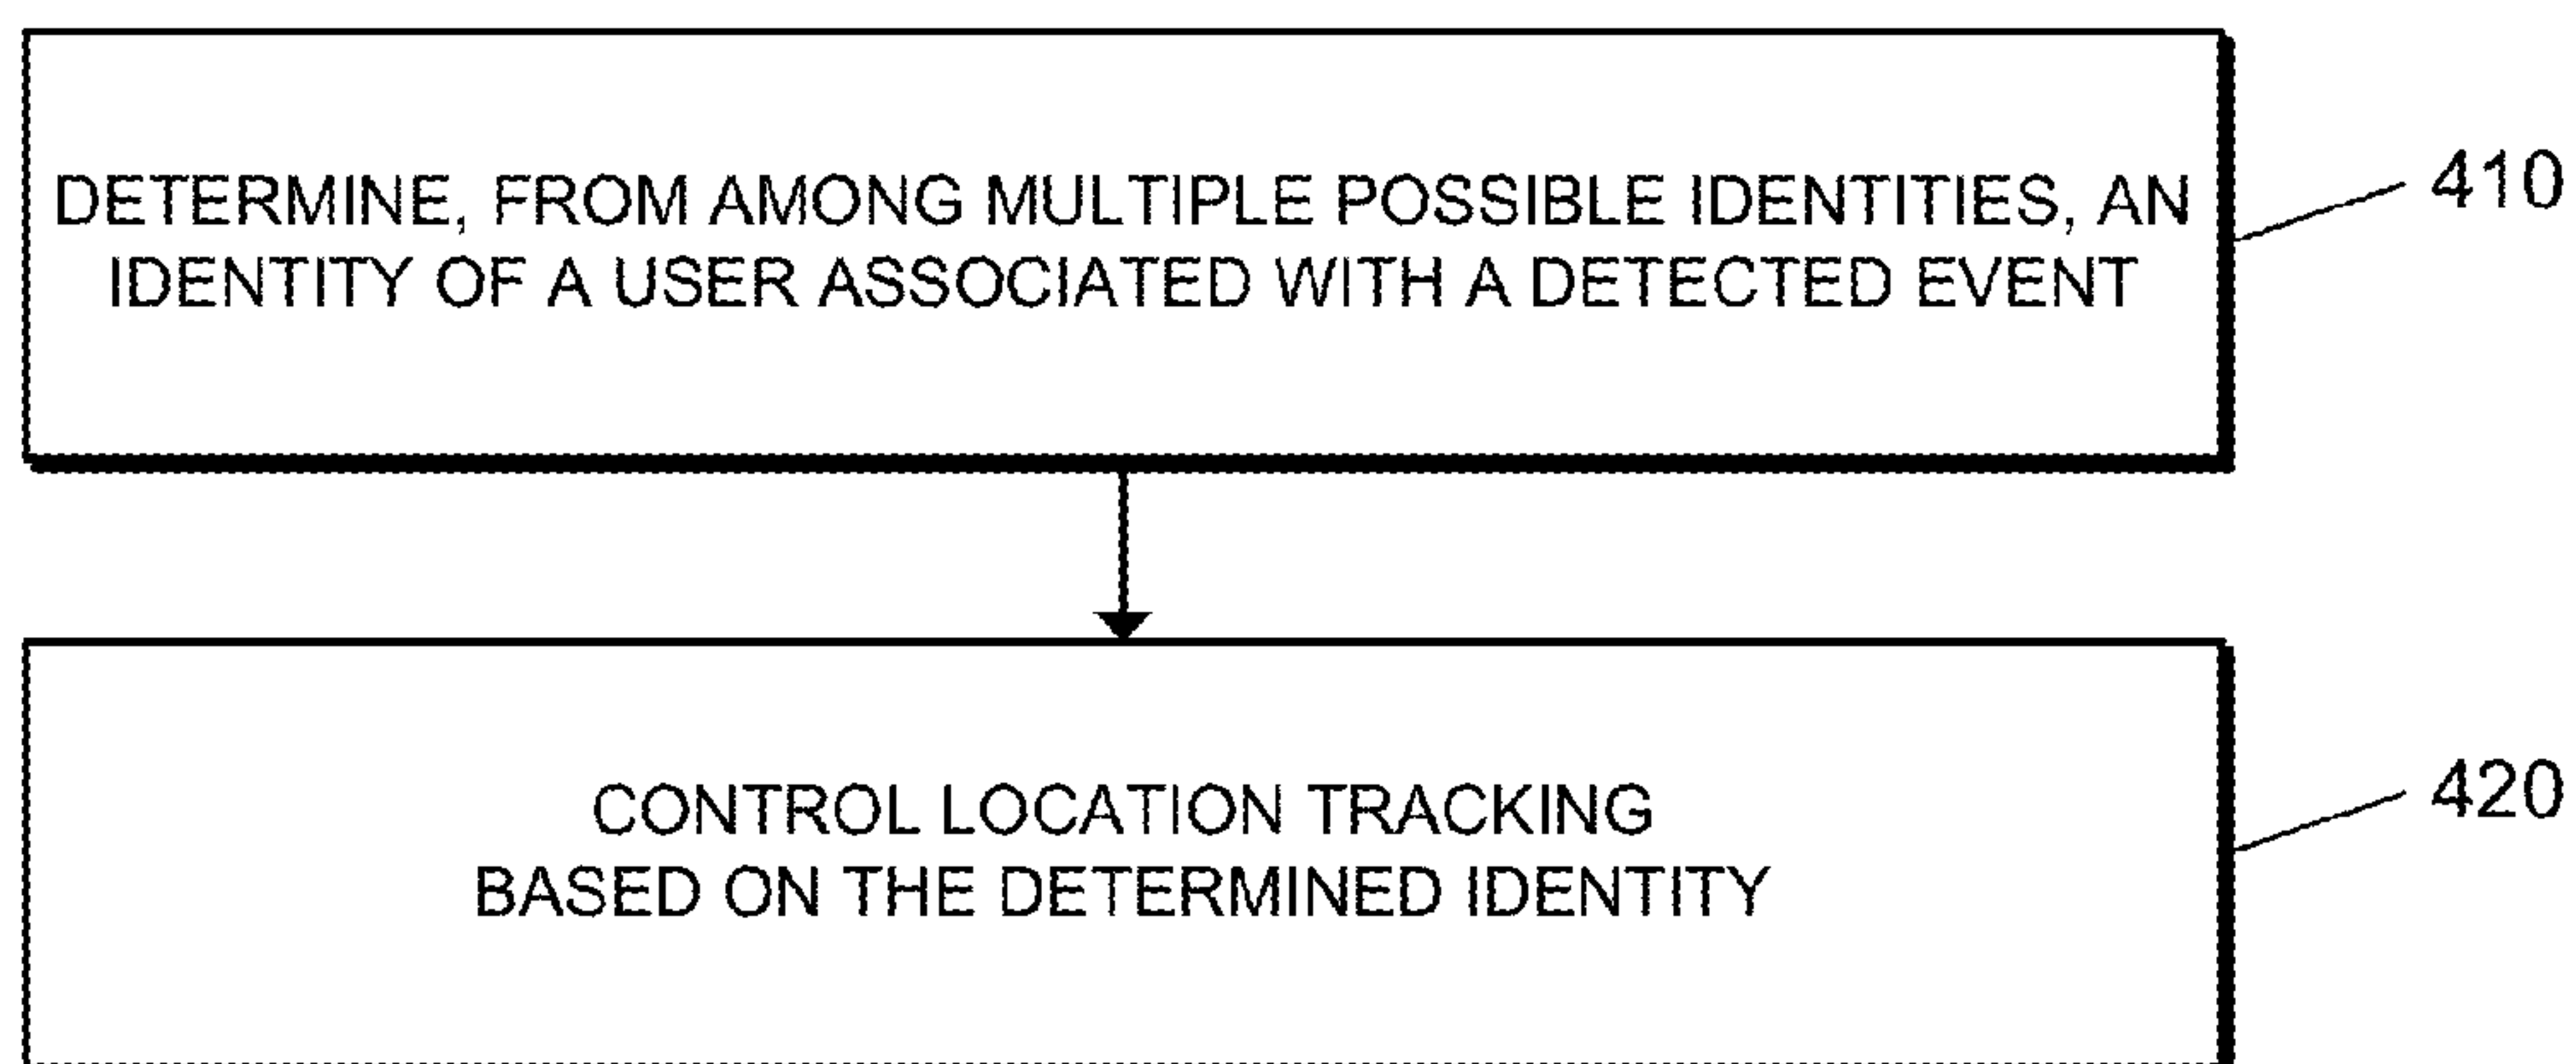 DETERMINE, FROM AMONG MULTIPLE POSSIBLE IDENTITIES, AN
IDENTITY OF A USER ASSOCIATED WITH A DETECTED EVENT
410
CONTROL LOCATION TRACKING
BASED ON THE DETERMINED IDENTITY
420